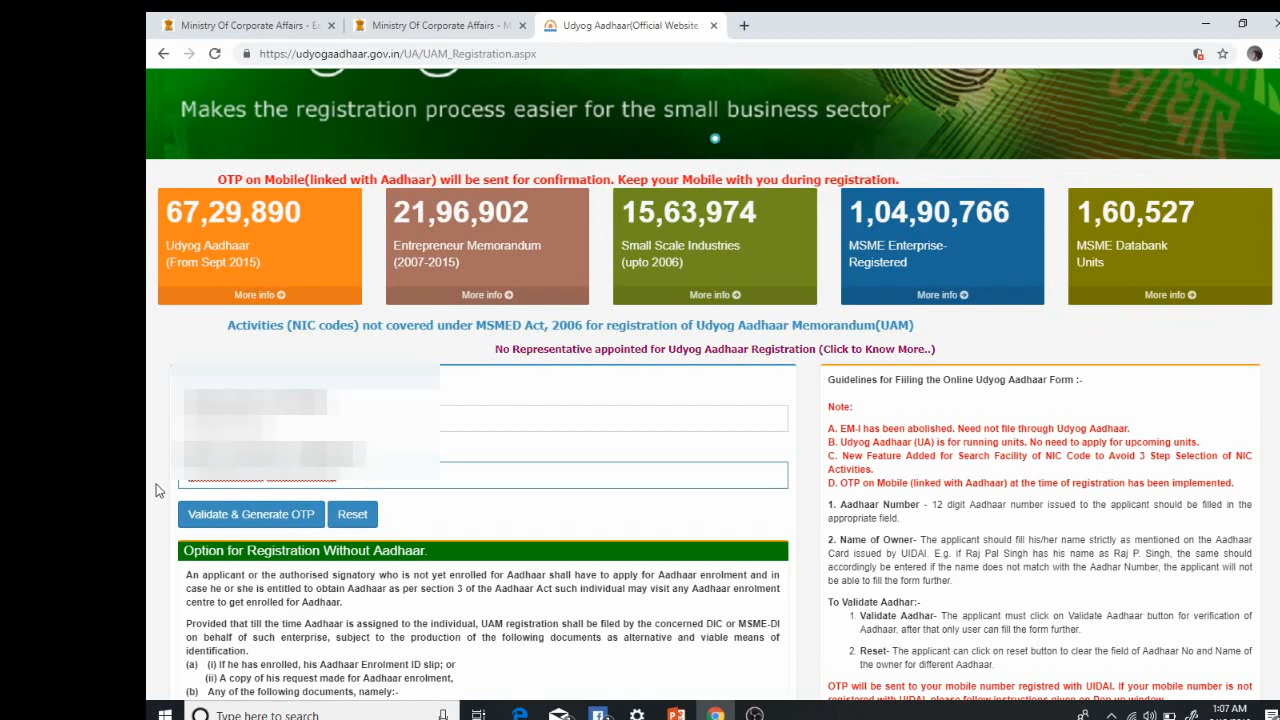 Ministry Of Corporate Affairs - Ea
Ministry Of Corporate Affairs - M
Udyog Aadhaar(Official Website
https://udyogaadhaar.gov.in/UA/UAM_Registration.aspx
Makes the registration process easier for the small business sector
OTP on Mobile(linked with Aadhaar) will be sent for confirmation. Keep your Mobile with you during registration.
67,29,890
Udyog Aadhaar
(From Sept 2015)
More info
21,96,902
Entrepreneur Memorandum
(2007-2015)
More info
15,63,974
Small Scale Industries
(upto 2006)
More info
1,04,90,766
MSME Enterprise-
Registered
More info
1,60,527
MSME Databank
Units
More info
Activities (NIC codes) not covered under MSMED Act, 2006 for registration of Udyog Aadhaar Memorandum(UAM)
No Representative appointed for Udyog Aadhaar Registration (Click to Know More..)
Validate & Generate OTP
Reset
Option for Registration Without Aadhaar.
An applicant or the authorised signatory who is not yet enrolled for Aadhaar shall have to apply for Aadhaar enrolment and in
case he or she is entitled to obtain Aadhaar as per section 3 of the Aadhaar Act such individual may visit any Aadhaar enrolment
centre to get enrolled for Aadhaar.
Provided that till the time Aadhaar is assigned to the individual, UAM registration shall be filed by the concerned DIC or MSME-DI
on behalf of such enterprise, subject to the production of the following documents as alternative and viable means of
identification.
(a) (i) If he has enrolled, his Aadhaar Enrolment ID slip; or
(ii) A copy of his request made for Aadhaar enrolment,
(b) Any of the following documents, namely:-
Guidelines for Fiiling the Online Udyog Aadhaar Form :-
Note:
A. EM-I has been abolished. Need not file through Udyog Aadhaar.
B. Udyog Aadhaar (UA) is for running units. No need to apply for upcoming units.
C. New Feature Added for Search Facility of NIC Code to Avoid 3 Step Selection of NIC
Activities.
D. OTP on Mobile (linked with Aadhaar) at the time of registration has been implemented.
1. Aadhaar Number - 12 digit Aadhaar number issued to the applicant should be filled in the
appropriate field.
2. Name of Owner- The applicant should fill his/her name strictly as mentioned on the Aadhaar
Card issued by UIDAI. E.g. if Raj Pal Singh has his name as Raj P. Singh, the same should
accordingly be entered if the name does not match with the Aadhar Number, the applicant will not
be able to fill the form further.
To Validate Aadhar:-
1. Validate Aadhar- The applicant must click on Validate Aadhaar button for verification of
Aadhaar, after that only user can fill the form further.
2. Reset- The applicant can click on reset button to clear the field of Aadhaar No and Name of
the owner for different Aadhaar.
OTP will be sent to your mobile number registred with UIDAI. If your mobile number is not
registered with UIDAI, please follow instructions given on Pop up window.
Type here to search
1:07 AM